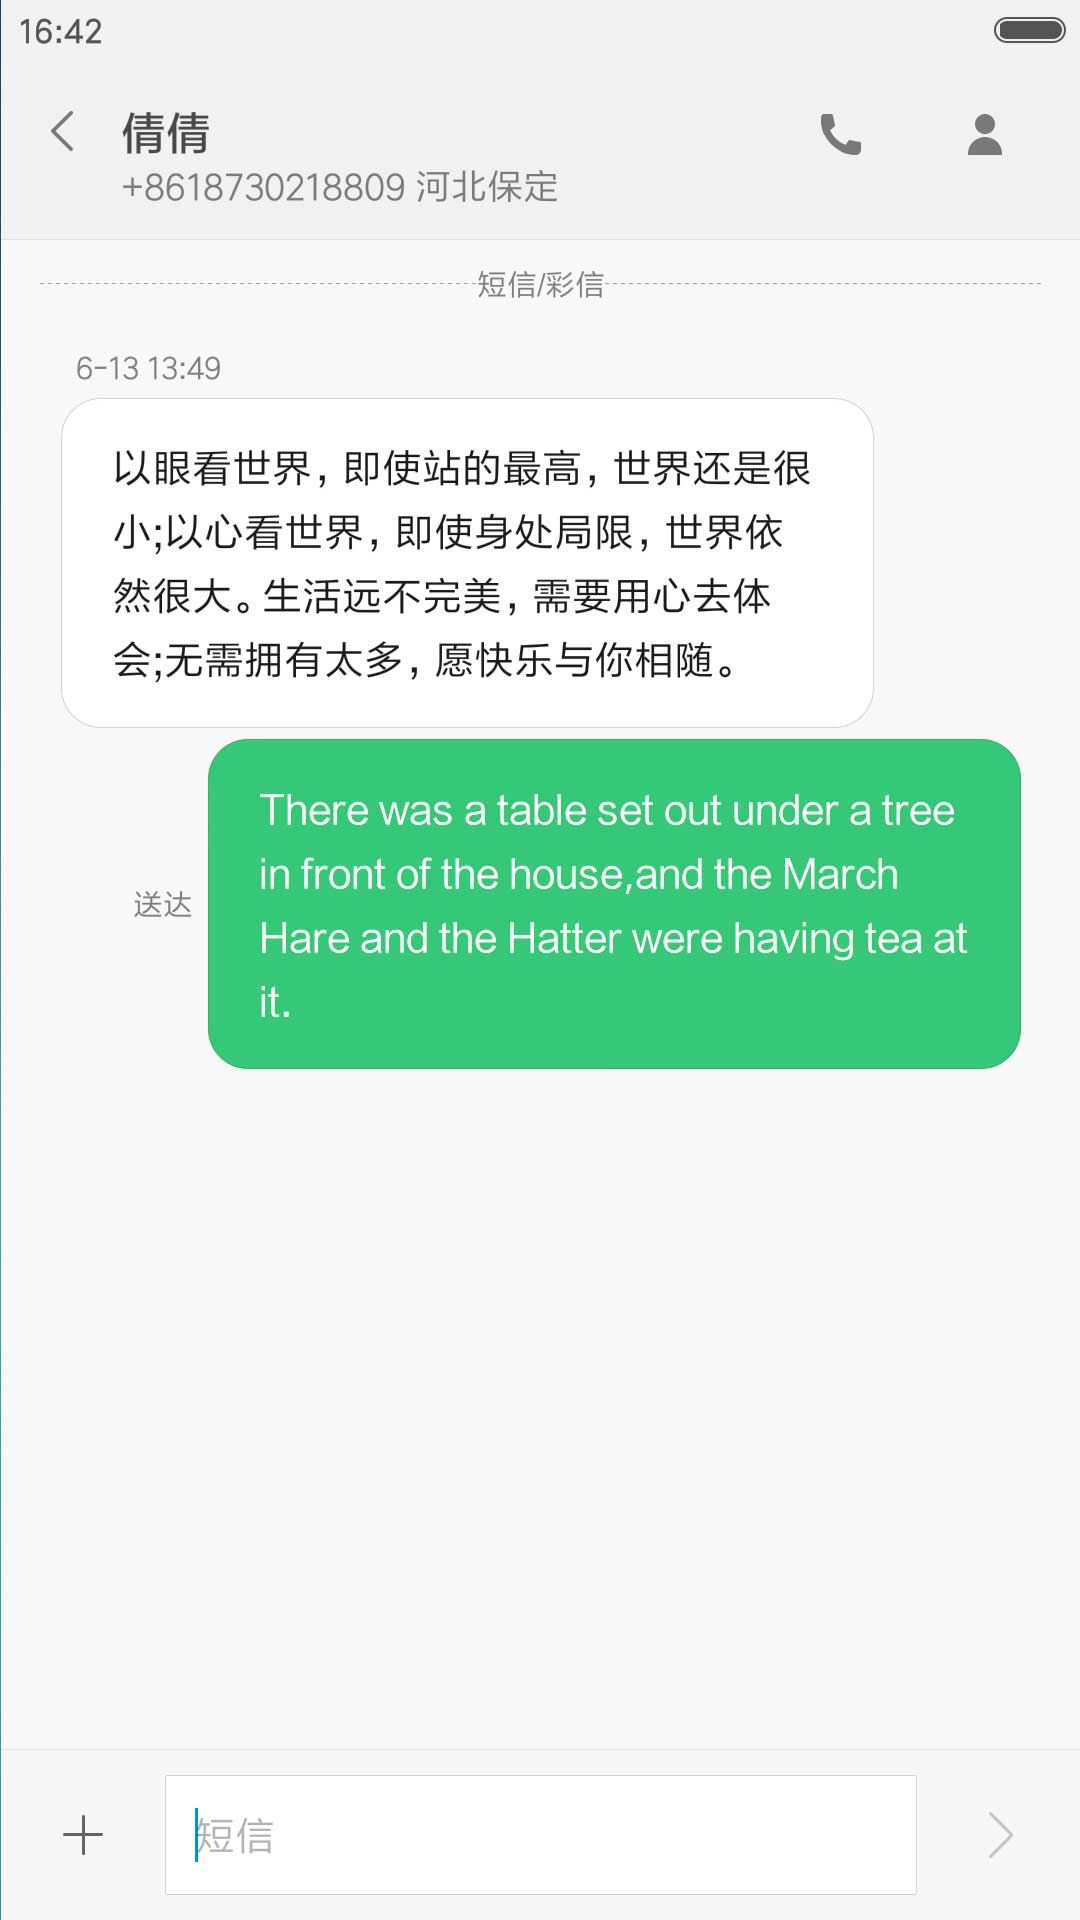 16:42
倩倩
+8618730218809 河北保定
短信/彩信
6-13 13:49
以眼看世界，即使站的最高，世界还是很
小;以心看世界，即使身处局限，世界依
然很大。生活远不完美，需要用心去体
会;无需拥有太多，愿快乐与你相随。
There was a table set out under a tree
in front of the house,and the March
Hare and the Hatter were having tea at
it.
送达
短信